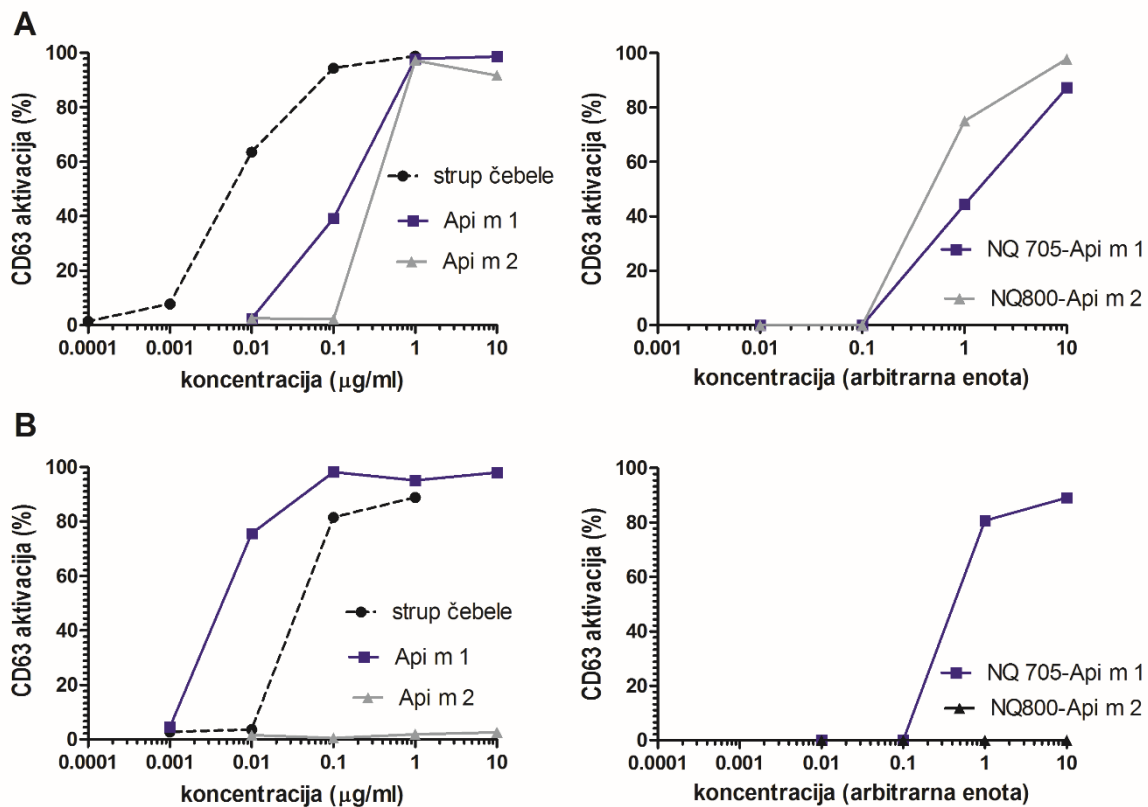 A
CD63 aktivacija (%)
100
80
60
40
20
0
0.0001 0.001 0.01 0.1 1 10
koncentracija (μg/ml)
strup čebele
Api m 1
Api m 2
CD63 aktivacija (%)
100
80
60
40
20
0
0.001 0.01 0.1 1 10
koncentracija (arbitrarna enota)
NQ 705-Api m 1
NQ800-Api m 2
B
CD63 aktivacija (%)
100
80
60
40
20
0
0.0001 0.001 0.01 0.1 1 10
koncentracija (μg/ml)
strup čebele
Api m 1
Api m 2
CD63 aktivacija (%)
100
80
60
40
20
0
0.0001 0.001 0.01 0.1 1 10
koncentracija (arbitrarna enota)
NQ 705-Api m 1
NQ800-Api m 2